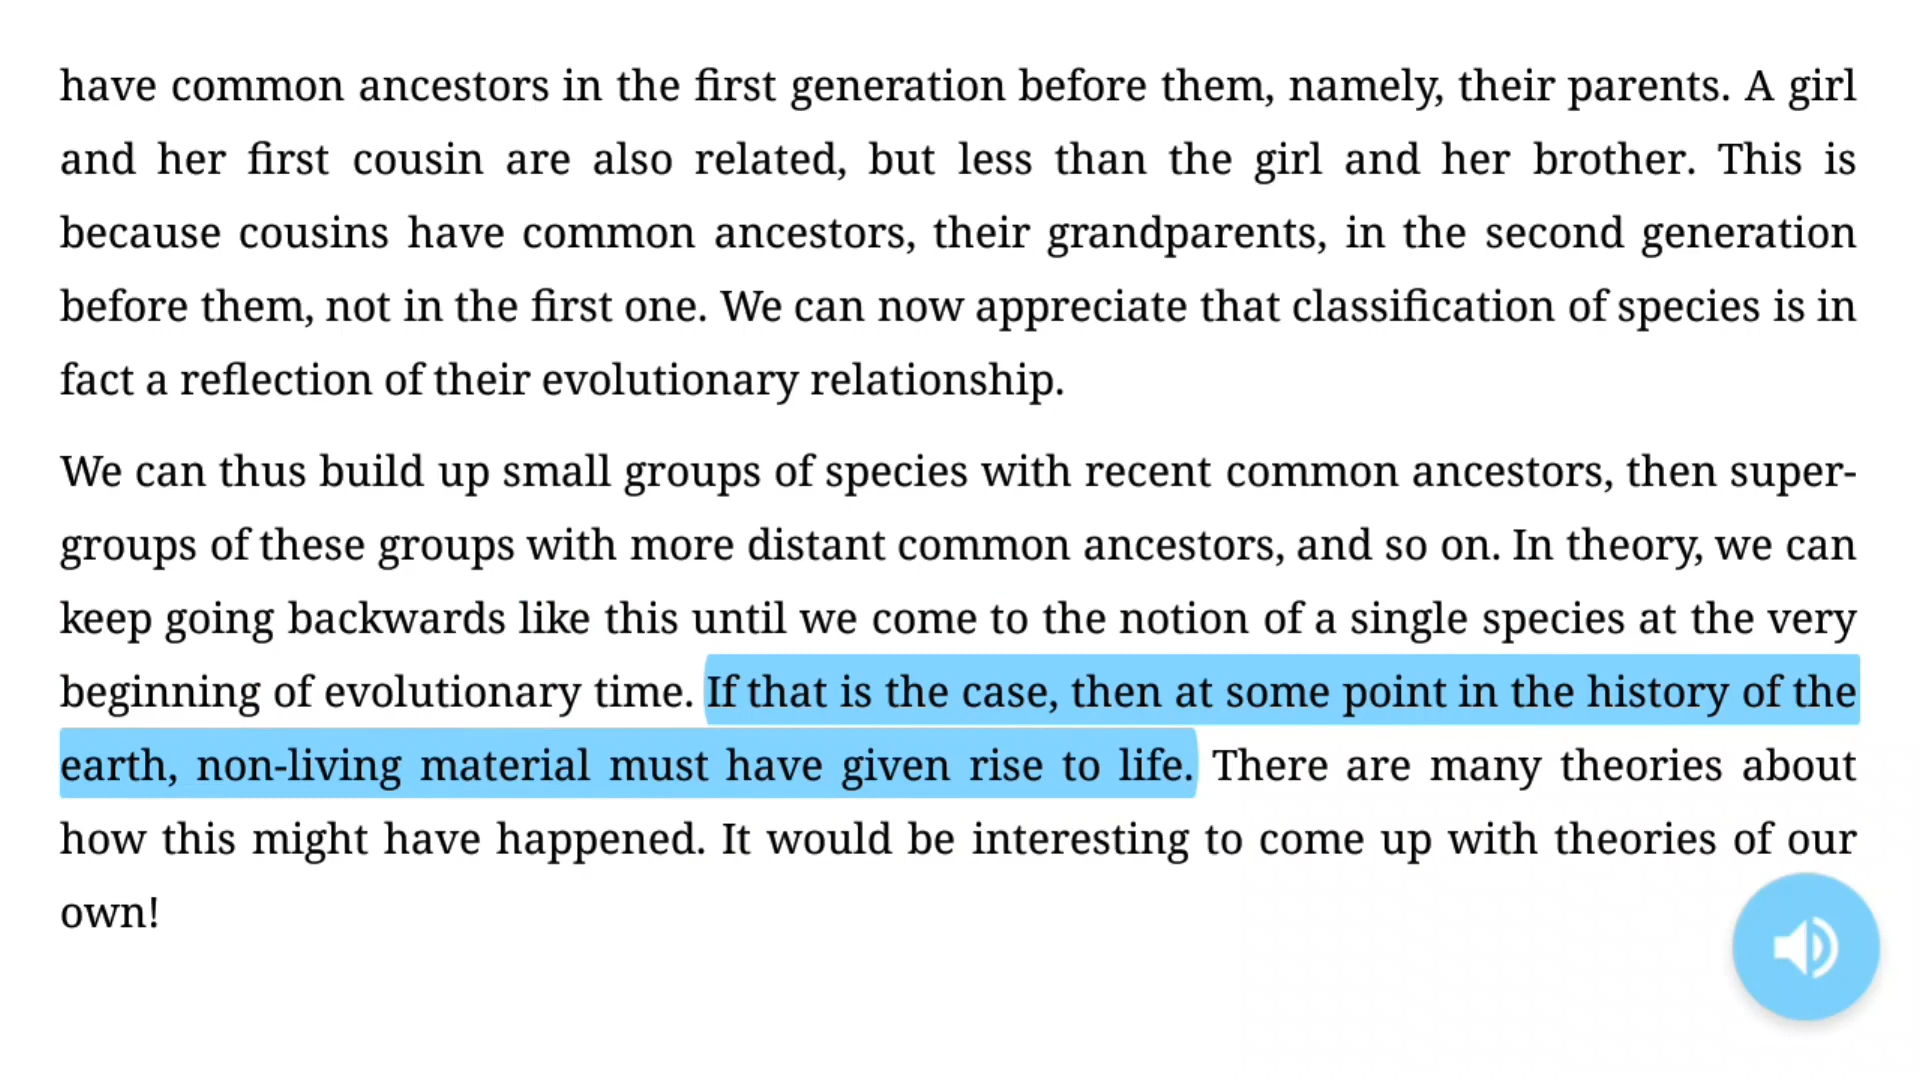 have common ancestors in the first generation before them, namely, their parents. A girl
and her first cousin are also related, but less than the girl and her brother. This is
because cousins have common ancestors, their grandparents, in the second generation
before them, not in the first one. We can now appreciate that classification of species is in
fact a reflection of their evolutionary relationship.
We can thus build up small groups of species with recent common ancestors, then super-
groups of these groups with more distant common ancestors, and so on. In theory, we can
keep going backwards like this until we come to the notion of a single species at the very
beginning of evolutionary time. If that is the case, then at some point in the history of the
earth, non-living material must have given rise to life. There are many theories about
how this might have happened. It would be interesting to come up with theories of our
own!